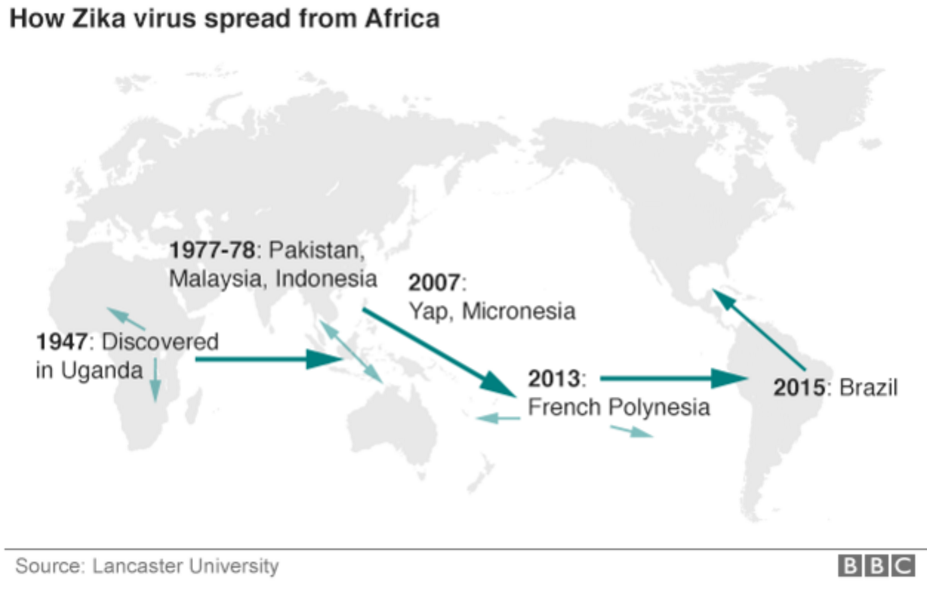 How Zika virus spread from Africa
1977-78: Pakistan,
Malaysia, Indonesia
2007:
Yap, Micronesia
1947: Discovered
in Uganda
2013:
French Polynesia
2015: Brazil
Source: Lancaster University
BBC